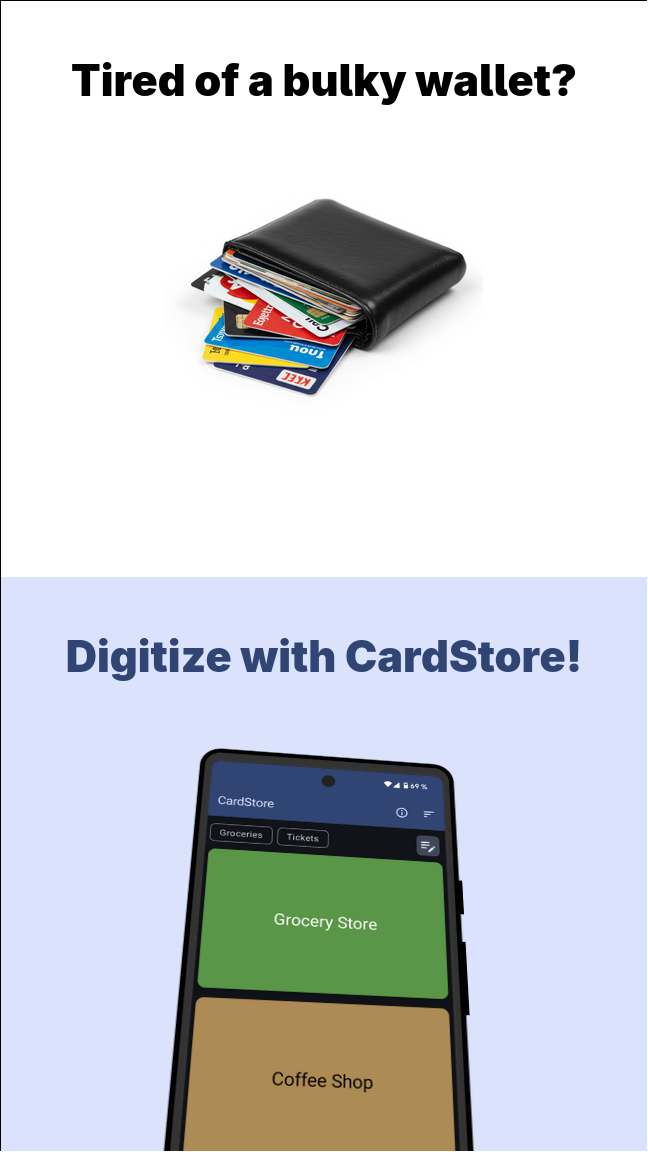 Tired of a bulky wallet?
Digitize with CardStore!
69 %
CardStore
Groceries
Tickets
Grocery Store
Coffee Shop